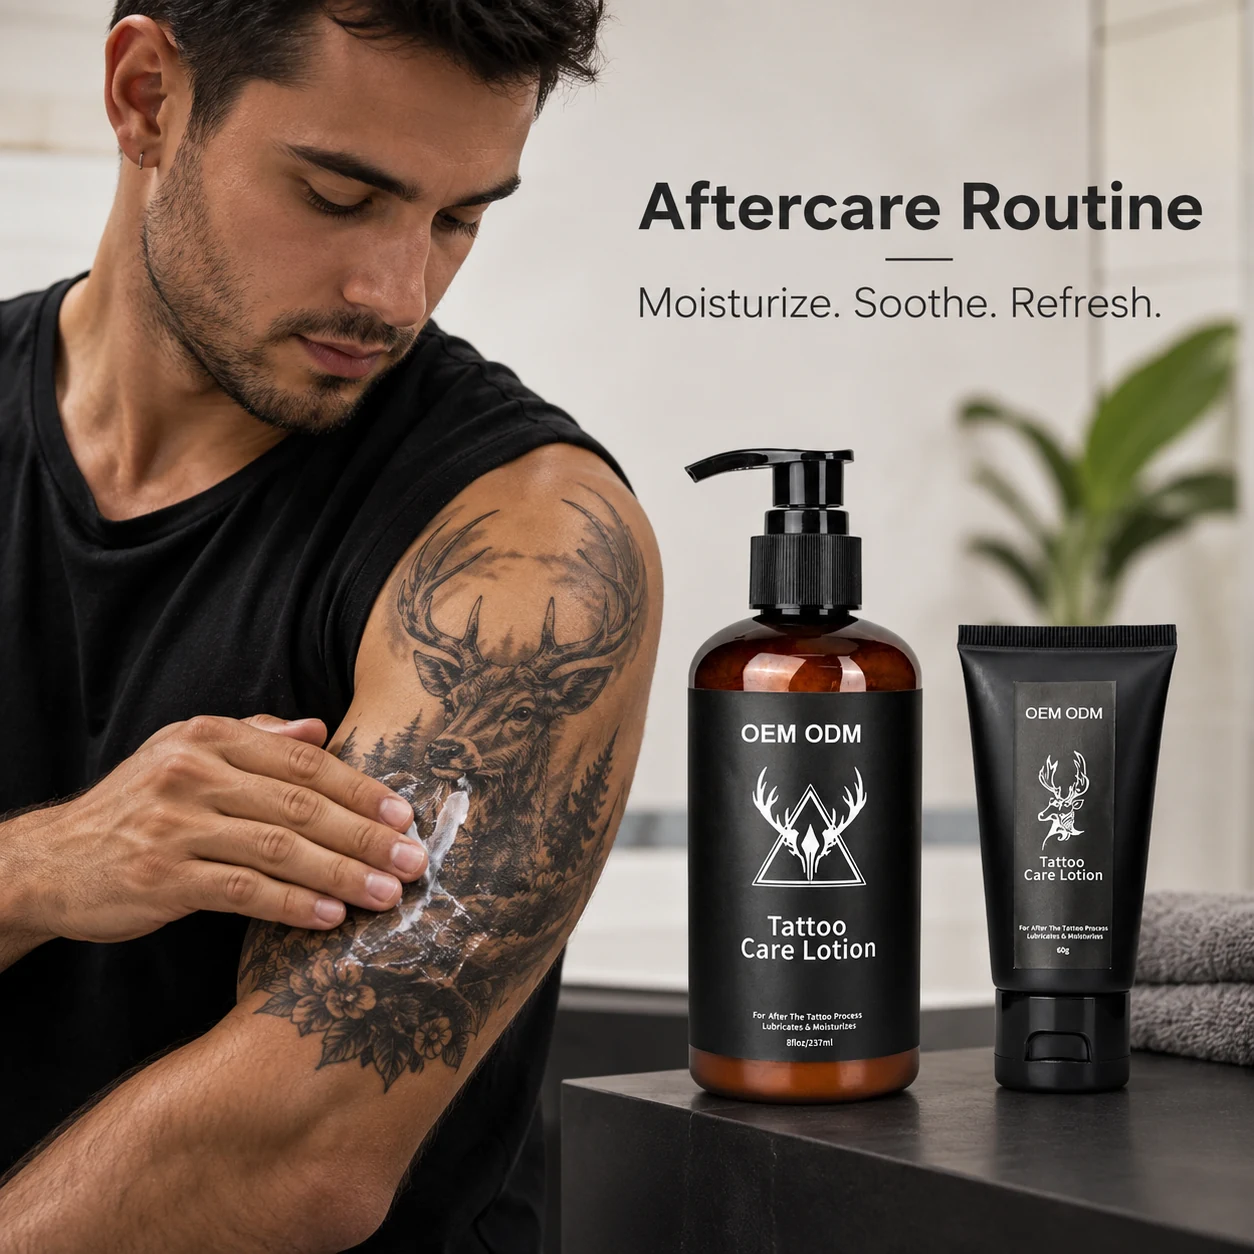 Aftercare Routine
Moisturize. Soothe. Refresh.
OEM ODM
Tattoo
Care Lotion
For After The Tattoo Process
Lubricates & Moisturizes
8floz/237ml
OEM ODM
Tattoo
Care Lotion
For After The Tattoo Process
Lubricates & Moisturizes
60g